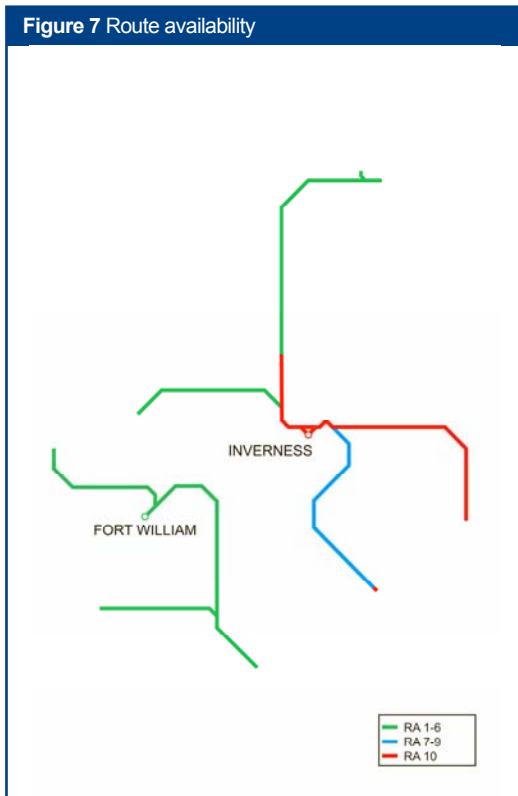 Figure 7 Route availability
INVERNESS
FORT WILLIAM
RA 1-6
RA 7-9
RA 10